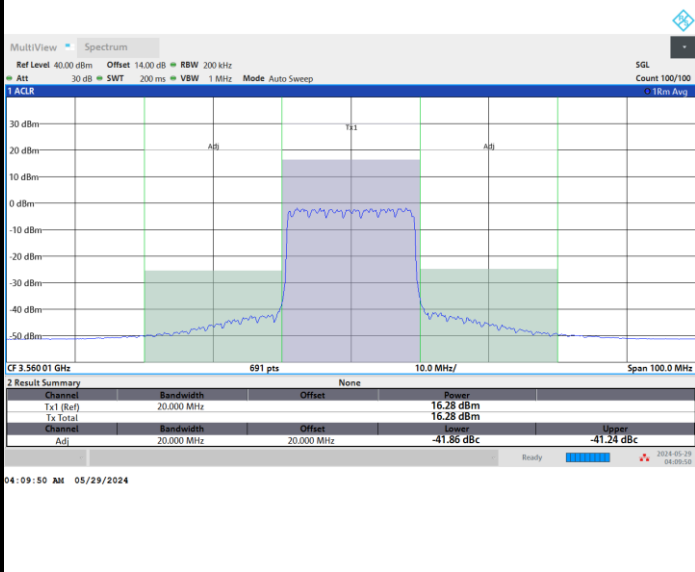 MultiView Spectrum
Ref Level 40.00 dBm Offset 14.00 dB RBW 200 kHz SGL
Att 30 dB SWT 200 ms VBW 1 MHz Mode Auto Sweep Count 100/100
1 ACLR 1Rm Avg
30 dBm
Tx1
20 dBm
Adj Adj
10 dBm
0 dBm
-10 dBm
-20 dBm
-30 dBm
-40 dBm
-50 dBm
CF 3.56001 GHz 691 pts 10.0 MHz/ Span 100.0 MHz
2 Result Summary None
Channel Bandwidth Offset Power
Tx1 (Ref) 20.000 MHz 16.28 dBm
Tx Total 16.28 dBm
Channel Bandwidth Offset Lower Upper
Adj 20.000 MHz 20.000 MHz -41.86 dBc -41.24 dBc
Ready 2024-05-29
04:09:50
04:09:50 AM 05/29/2024